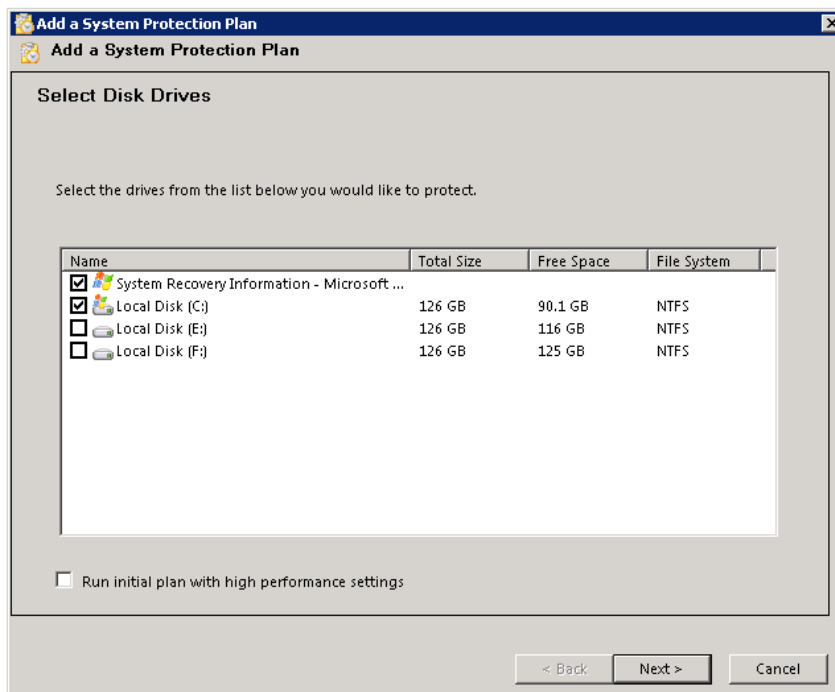 Add a System Protection Plan
Add a System Protection Plan
Select Disk Drives
Select the drives from the list below you would like to protect.
Name Total Size Free Space File System
System Recovery Information - Microsoft ...
Local Disk (C:) 126 GB 90.1 GB NTFS
Local Disk (E:) 126 GB 116 GB NTFS
Local Disk (F:) 126 GB 125 GB NTFS
Run initial plan with high performance settings
< Back Next > Cancel